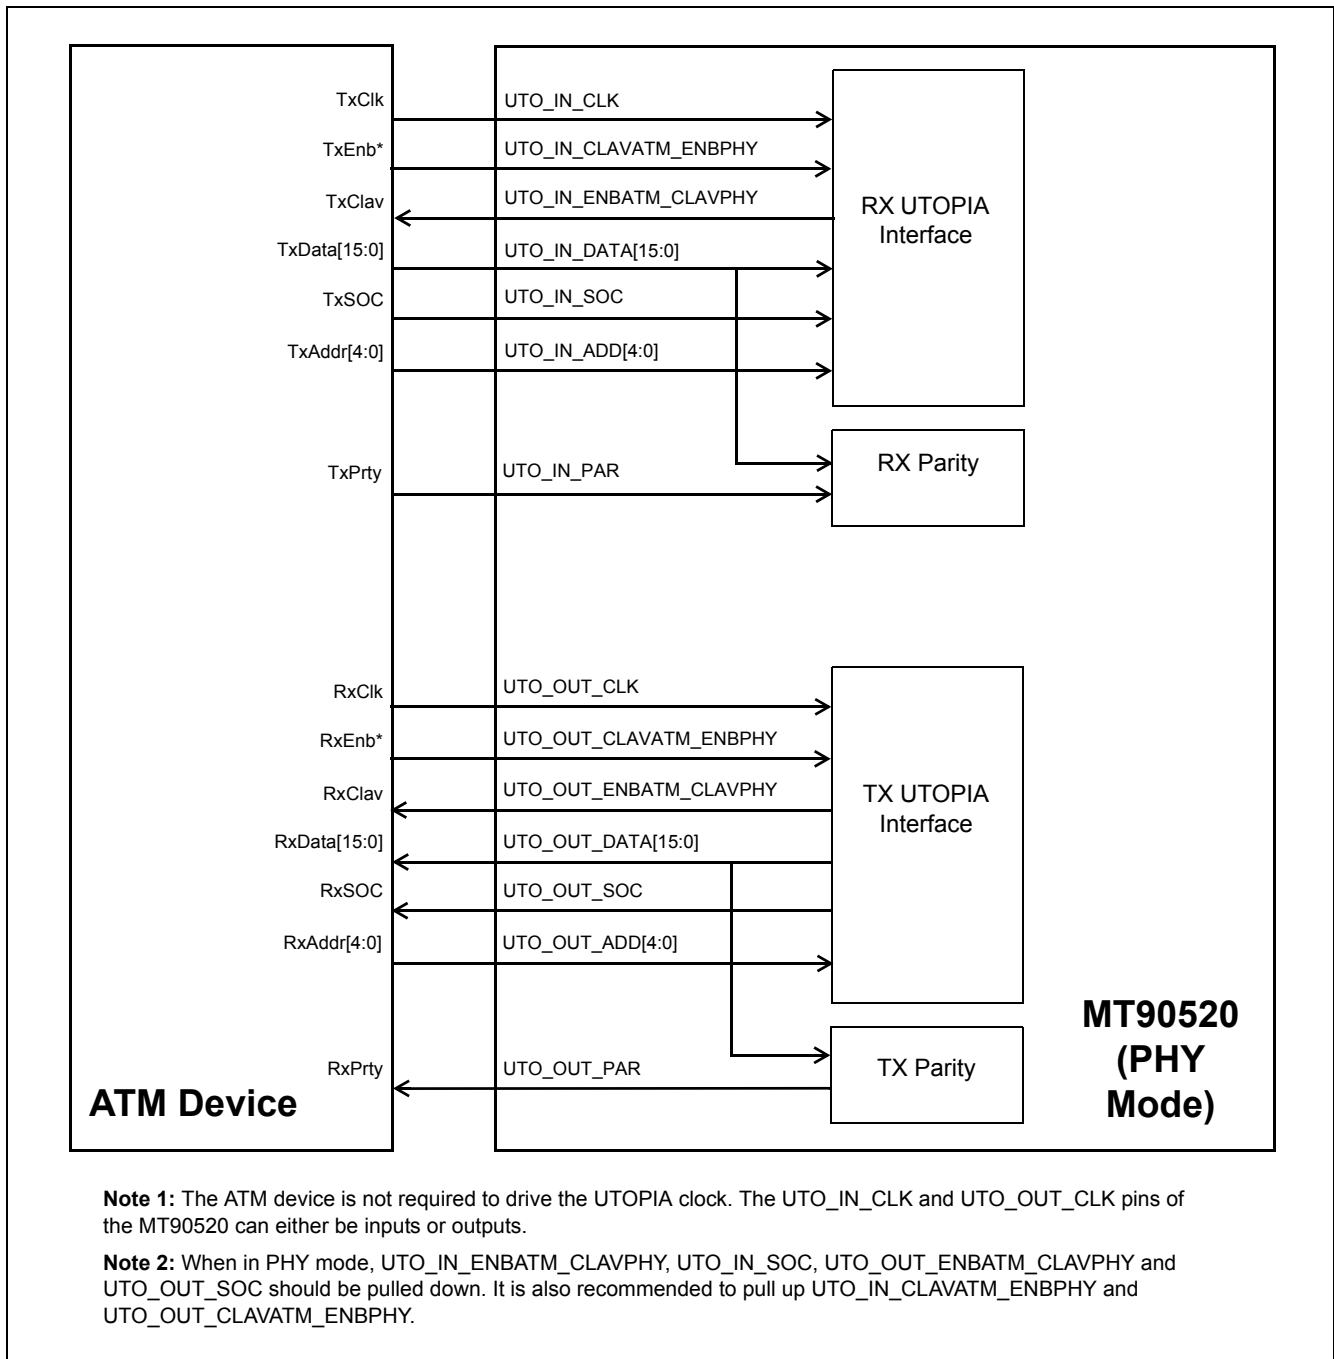 TxClk
UTO_IN_CLK
TxEnb*
UTO_IN_CLAVATM_ENBPHY
TxClav
UTO_IN_ENBATM_CLAVPHY
RX UTOPIA
Interface
TxData[15:0]
UTO_IN_DATA[15:0]
TxSOC
UTO_IN_SOC
TxAddr[4:0]
UTO_IN_ADD[4:0]
TxPrty
UTO_IN_PAR
RX Parity
RxClk
UTO_OUT_CLK
RxEnb*
UTO_OUT_CLAVATM_ENBPHY
RxClav
UTO_OUT_ENBATM_CLAVPHY
TX UTOPIA
Interface
RxData[15:0]
UTO_OUT_DATA[15:0]
RxSOC
UTO_OUT_SOC
RxAddr[4:0]
UTO_OUT_ADD[4:0]
RxPrty
UTO_OUT_PAR
TX Parity
ATM Device
MT90520
(PHY
Mode)
Note 1: The ATM device is not required to drive the UTOPIA clock. The UTO_IN_CLK and UTO_OUT_CLK pins of
the MT90520 can either be inputs or outputs.
Note 2: When in PHY mode, UTO_IN_ENBATM_CLAVPHY, UTO_IN_SOC, UTO_OUT_ENBATM_CLAVPHY and
UTO_OUT_SOC should be pulled down. It is also recommended to pull up UTO_IN_CLAVATM_ENBPHY and
UTO_OUT_CLAVATM_ENBPHY.